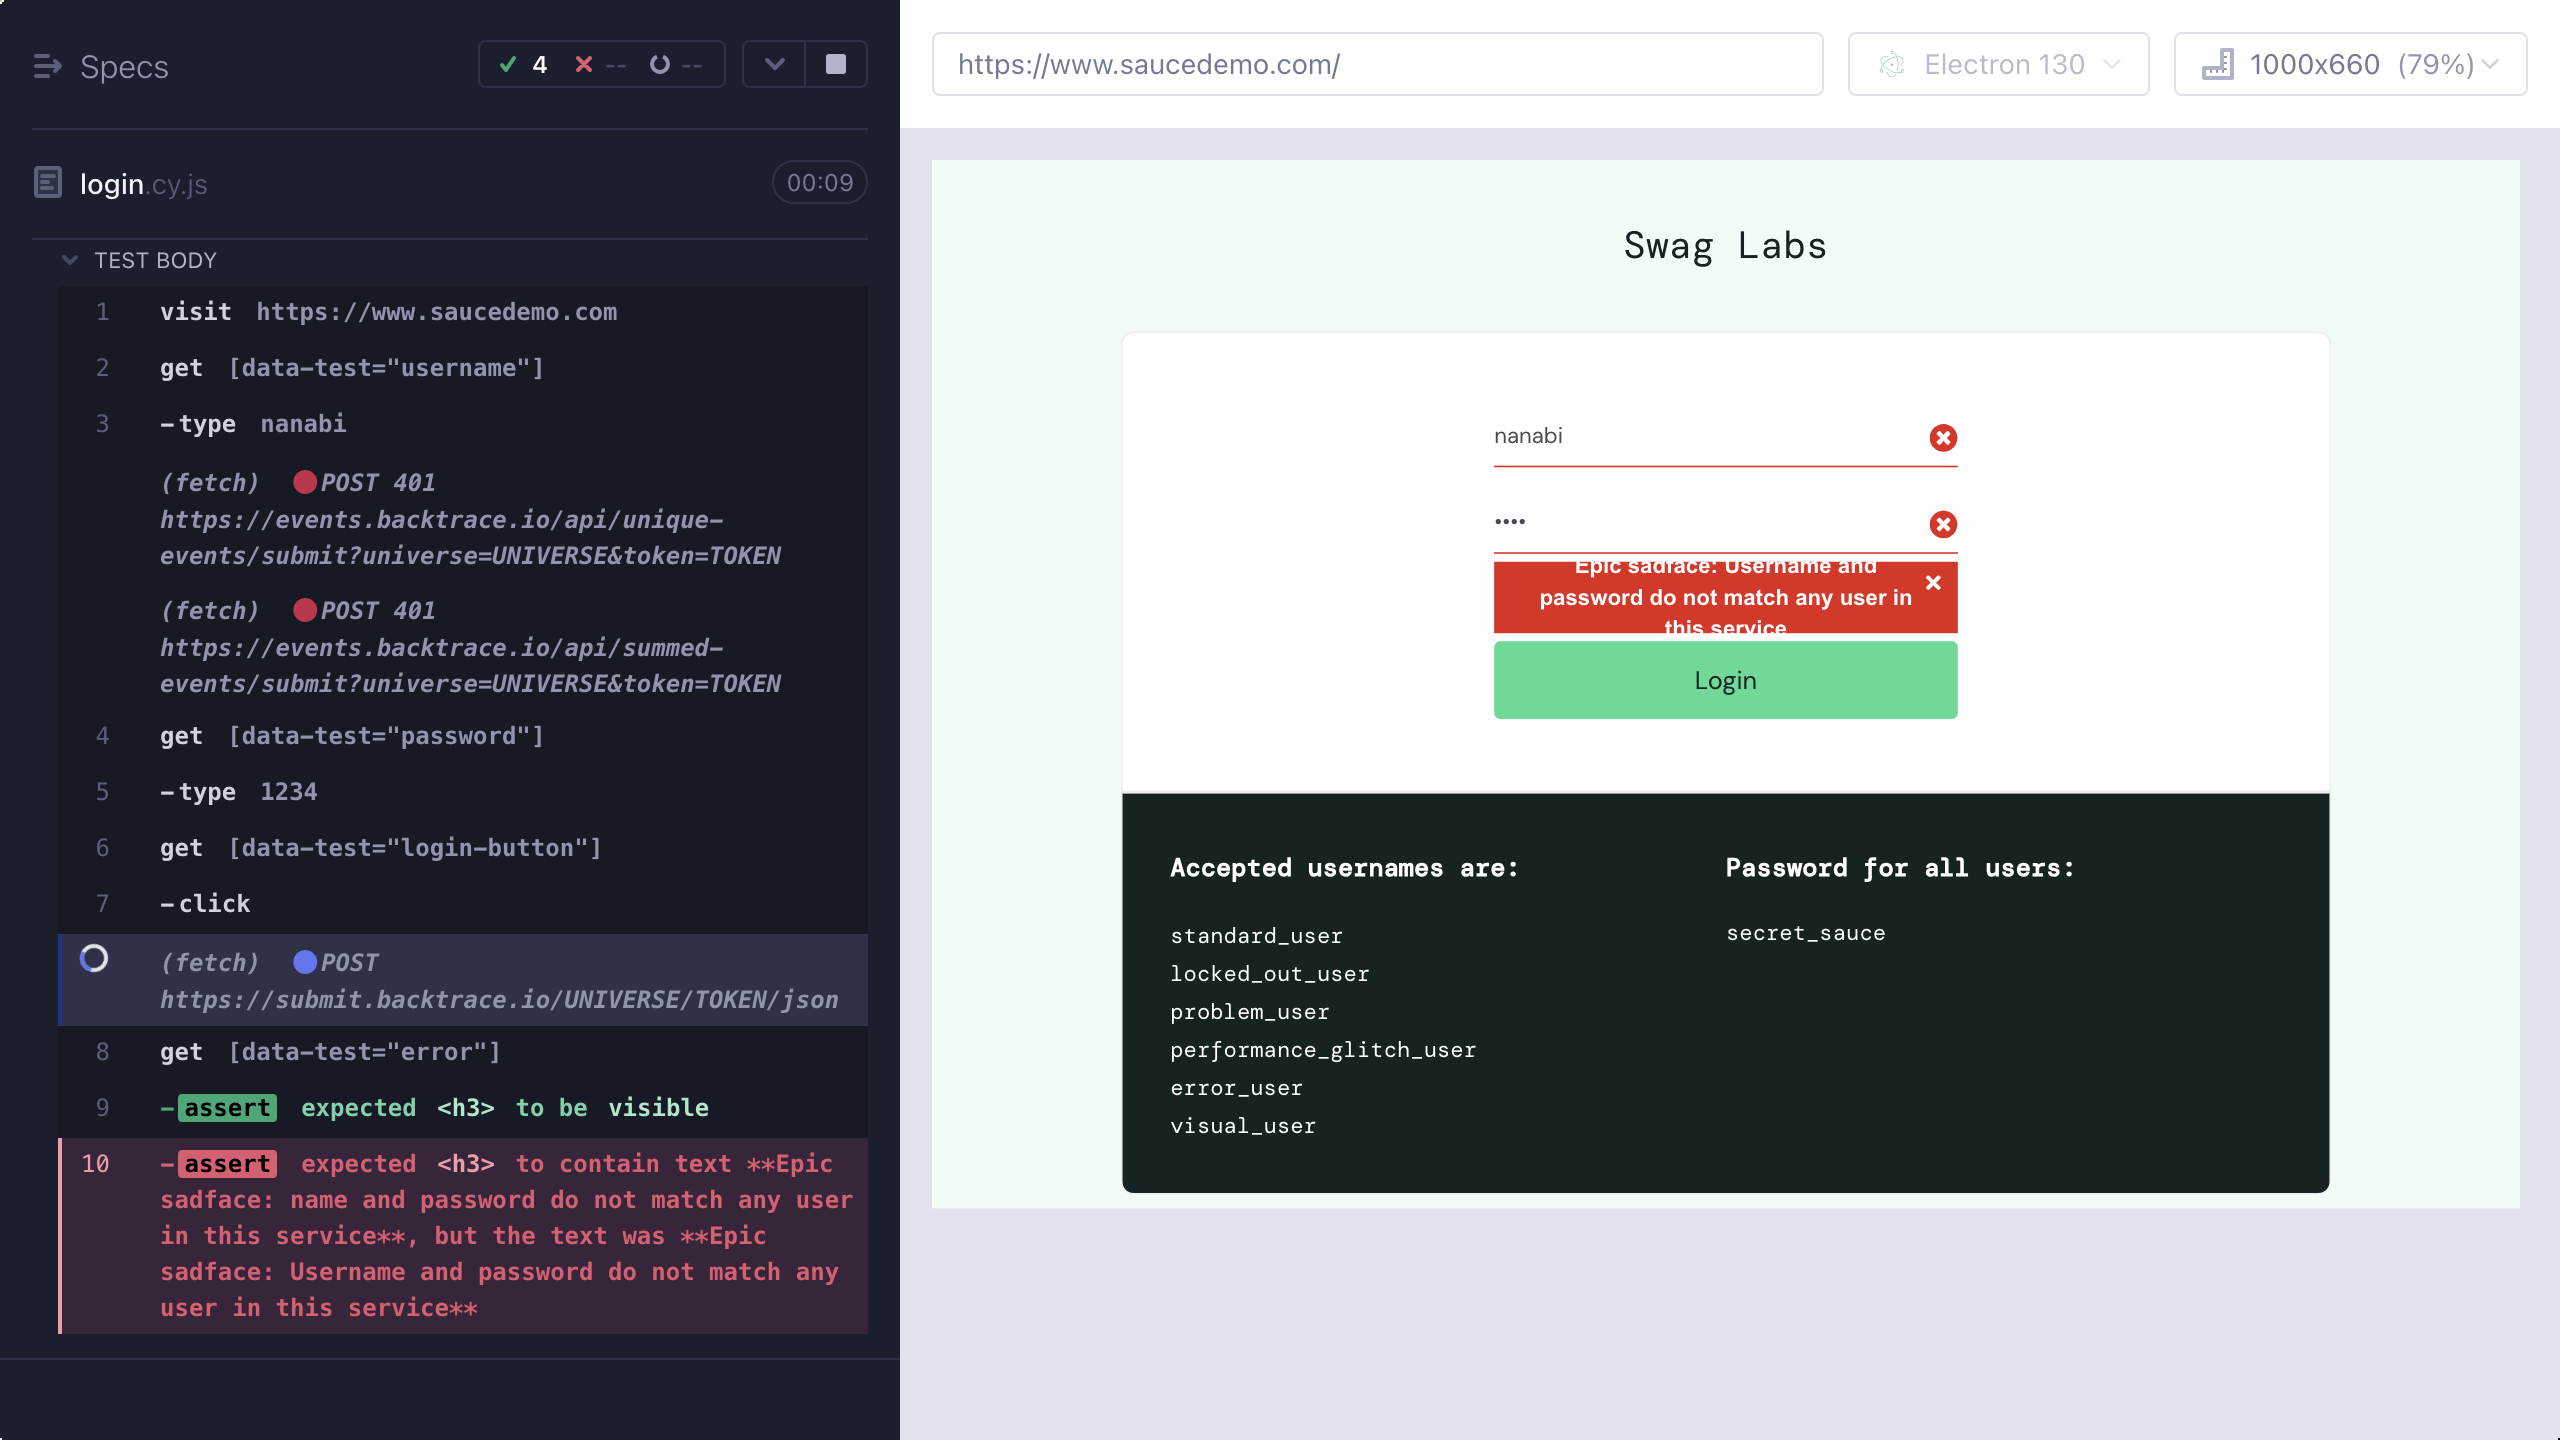 Specs
4 -- --
login.cy.js
00:09
TEST BODY
1 visit https://www.saucedemo.com
2 get [data-test="username"]
3 -type nanabi
(fetch) POST 401
https://events.backtrace.io/api/unique-
events/submit?universe=UNIVERSE&token=TOKEN
(fetch) POST 401
https://events.backtrace.io/api/summed-
events/submit?universe=UNIVERSE&token=TOKEN
4 get [data-test="password"]
5 -type 1234
6 get [data-test="login-button"]
7 -click
(fetch) POST
https://submit.backtrace.io/UNIVERSE/TOKEN/json
8 get [data-test="error"]
9 -assert expected <h3> to be visible
10 -assert expected <h3> to contain text **Epic
sadface: name and password do not match any user
in this service**, but the text was **Epic
sadface: Username and password do not match any
user in this service**
https://www.saucedemo.com/
Electron 130
1000x660 (79%)
Swag Labs
nanabi
••••
Epic sadface: Username and
password do not match any user in
this service
Login
Accepted usernames are:
standard_user
locked_out_user
problem_user
performance_glitch_user
error_user
visual_user
Password for all users:
secret_sauce